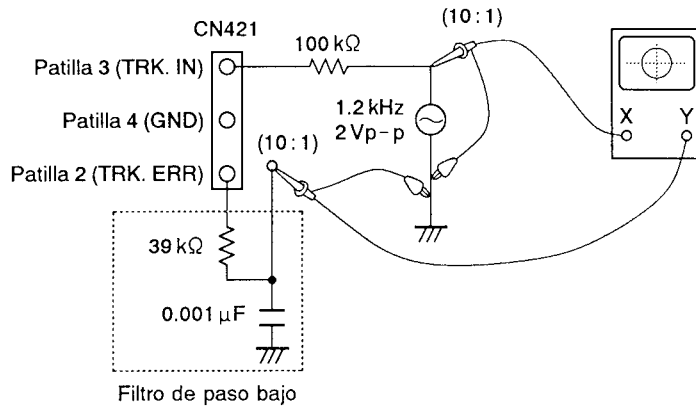 CN421
(10 : 1)
100 kΩ
Patilla 3 (TRK. IN)
X
Y
Patilla 4 (GND)
1.2 kHz
2 Vp-p
(10 : 1)
Patilla 2 (TRK. ERR)
39 kΩ
0.001 μF
Filtro de paso bajo